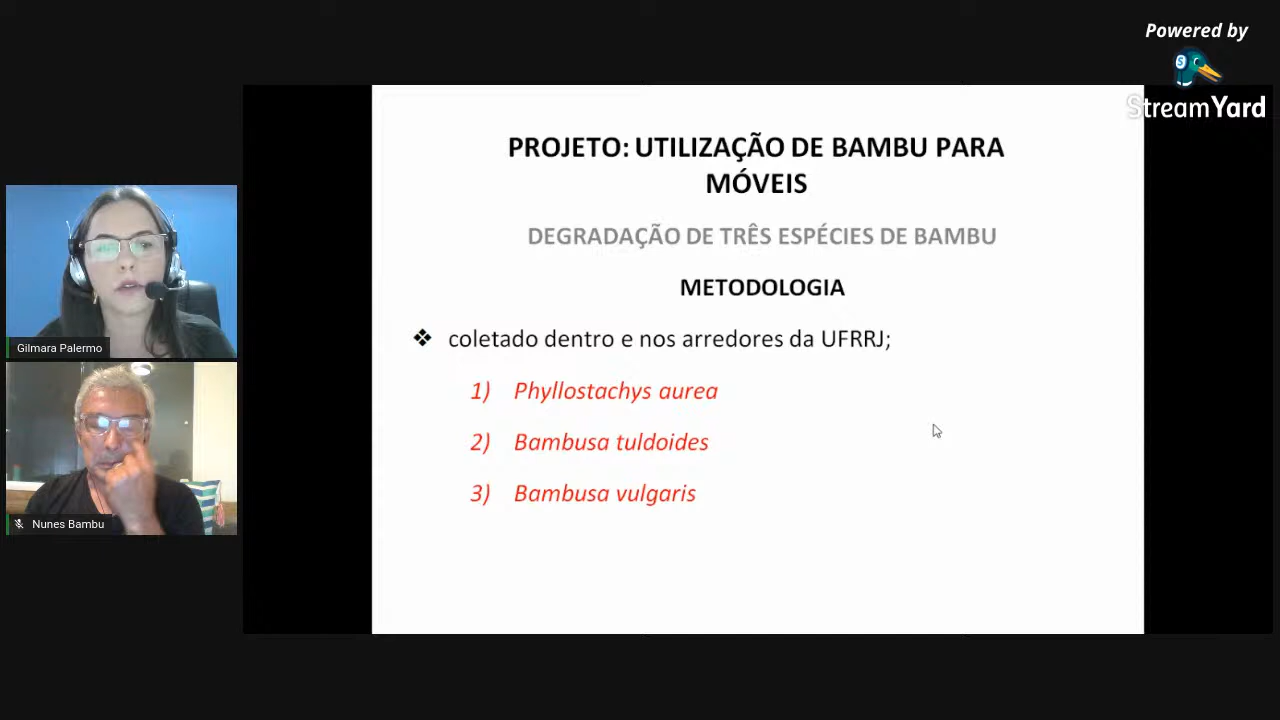 Powered by
StreamYard
PROJETO: UTILIZAÇÃO DE BAMBU PARA
MÓVEIS
DEGRADAÇÃO DE TRÊS ESPÉCIES DE BAMBU
METODOLOGIA
❖ coletado dentro e nos arredores da UFRRJ;
1) Phyllostachys aurea
2) Bambusa tuldoides
3) Bambusa vulgaris
Gilmara Palermo
Nunes Bambu